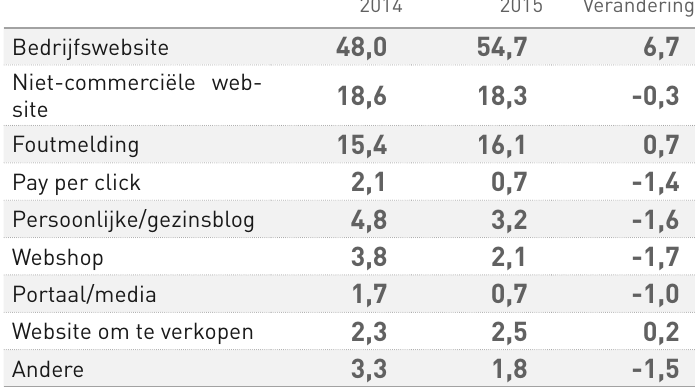 2014 2015 Verandering
Bedrijfswebsite 48,0 54,7 6,7
Niet-commerciële web-
site 18,6 18,3 -0,3
Foutmelding 15,4 16,1 0,7
Pay per click 2,1 0,7 -1,4
Persoonlijke/gezinsblog 4,8 3,2 -1,6
Webshop 3,8 2,1 -1,7
Portaal/media 1,7 0,7 -1,0
Website om te verkopen 2,3 2,5 0,2
Andere 3,3 1,8 -1,5